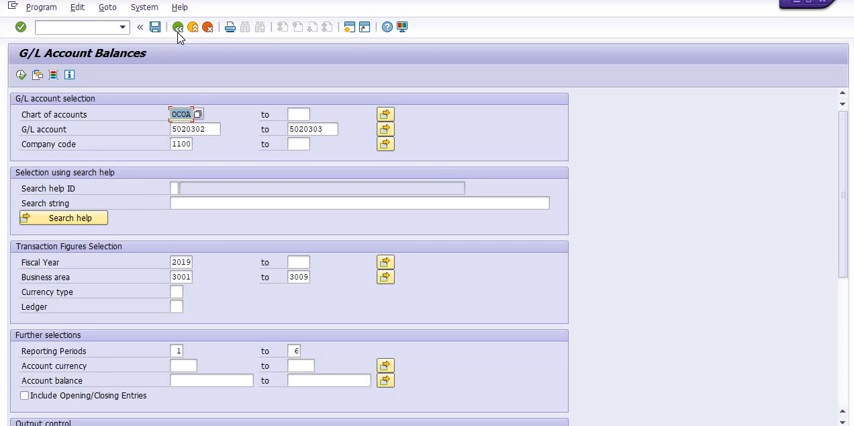 Program Edit Goto System Help
G/L Account Balances
G/L account selection
Chart of accounts OCOA to
G/L account 5020302 to 5020303
Company code 1100 to
Selection using search help
Search help ID
Search string
Search help
Transaction Figures Selection
Fiscal Year 2019 to
Business area 3001 to 3009
Currency type
Ledger
Further selections
Reporting Periods 1 to 6
Account currency to
Account balance to
Include Opening/Closing Entries
Output control